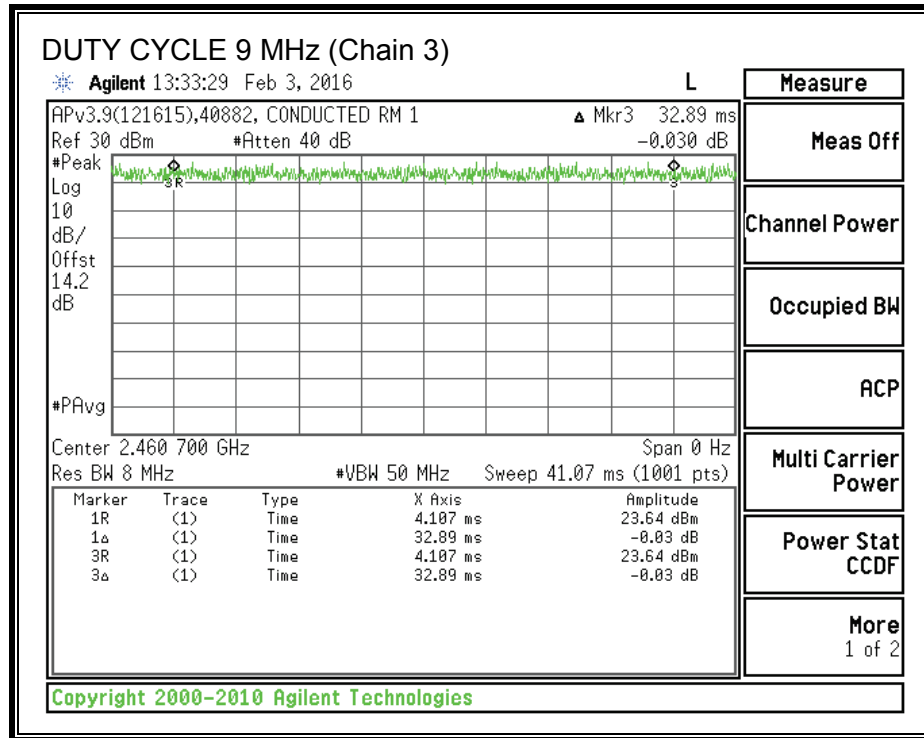 DUTY CYCLE 9 MHz (Chain 3)
Agilent 13:33:29 Feb 3, 2016 L
APv3.9(121615),40882, CONDUCTED RM 1 Δ Mkr3 32.89 ms
Ref 30 dBm #Atten 40 dB -0.030 dB
#Peak
Log
10
dB/
Offst
14.2
dB
#PAvg
3R
3
Center 2.460 700 GHz Span 0 Hz
Res BW 8 MHz #VBW 50 MHz Sweep 41.07 ms (1001 pts)
Marker Trace Type X Axis Amplitude
1R (1) Time 4.107 ms 23.64 dBm
1Δ (1) Time 32.89 ms -0.03 dB
3R (1) Time 4.107 ms 23.64 dBm
3Δ (1) Time 32.89 ms -0.03 dB
Measure
Meas Off
Channel Power
Occupied BW
ACP
Multi Carrier
Power
Power Stat
CCDF
More
1 of 2
Copyright 2000-2010 Agilent Technologies